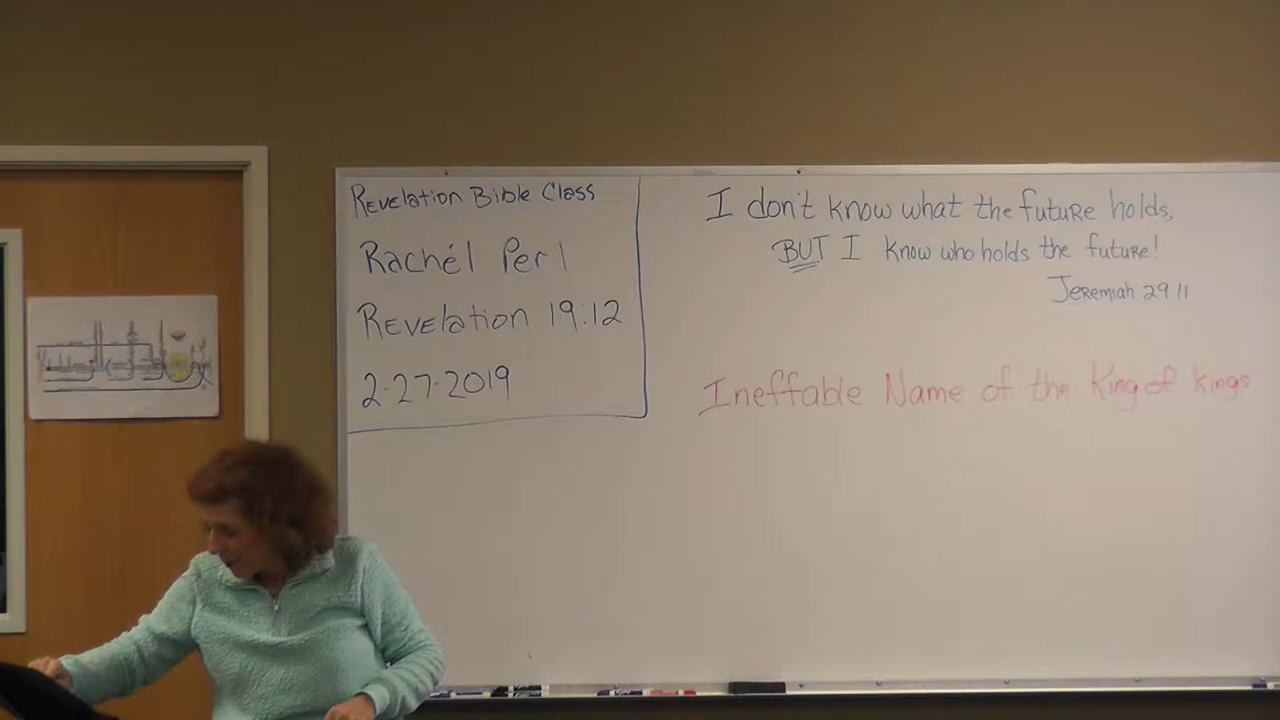 Revelation Bible Class
Rachél Perl
Revelation 19:12
2·27·2019
I don't know what the future holds,
BUT I know who holds the future!
Jeremiah 29 11
Ineffable Name of the King of kings